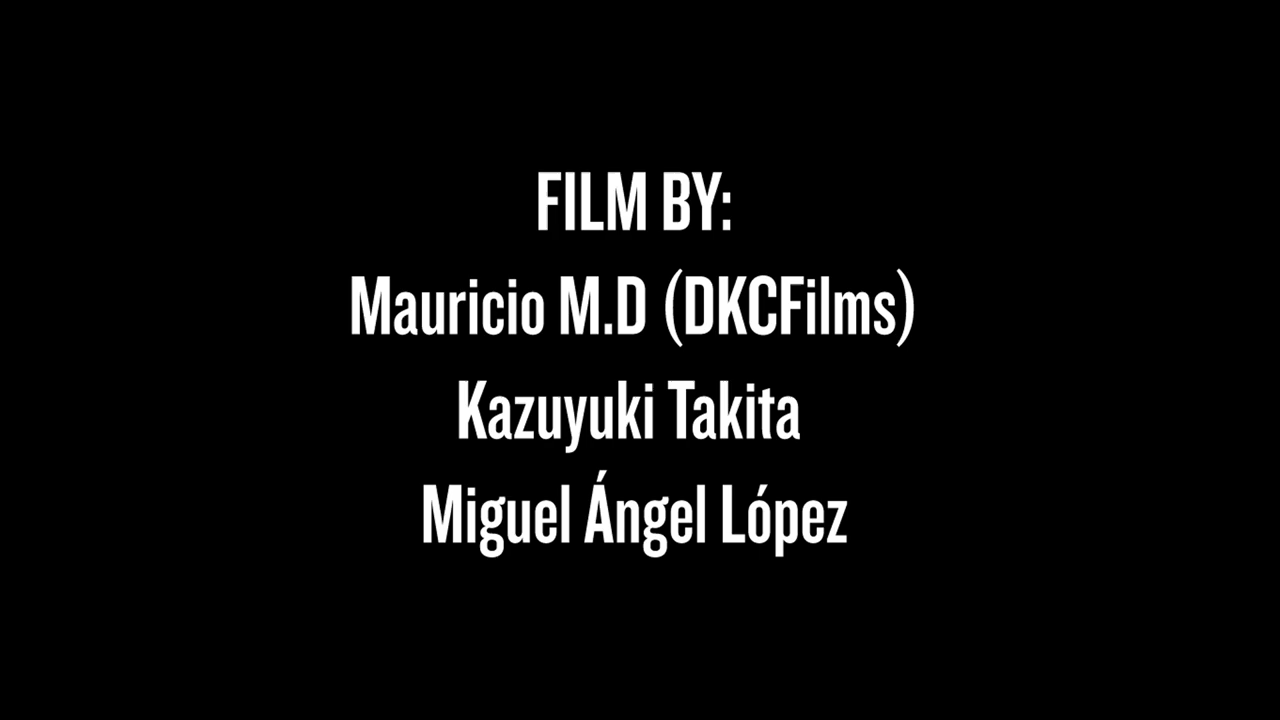 FILM BY:
Mauricio M.D (DKCFilms)
Kazuyuki Takita
Miguel Ángel López